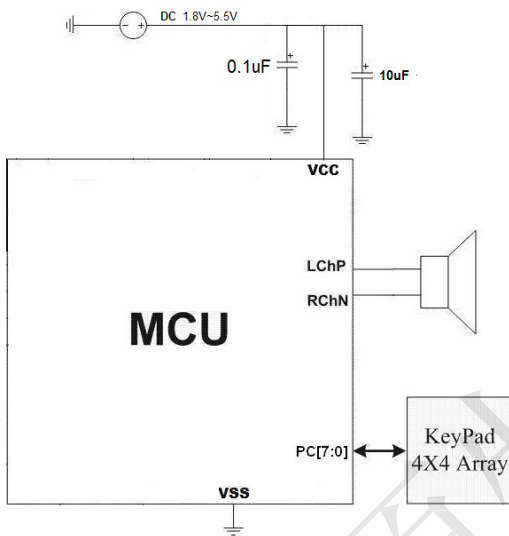 DC 1.8V~5.5V
0.1uF
+
10uF
+
- +
VCC
LChP
RChN
MCU
PC[7:0]
KeyPad
4X4 Array
VSS